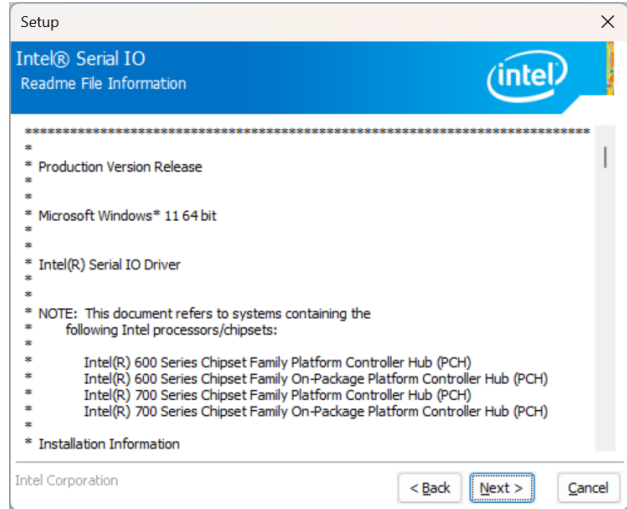 Setup
Intel® Serial IO
Readme File Information
intel
*******************************************************************************
*
* Production Version Release
*
*
* Microsoft Windows* 11 64 bit
*
*
* Intel(R) Serial IO Driver
*
*
* NOTE: This document refers to systems containing the
* following Intel processors/chipsets:
*
* Intel(R) 600 Series Chipset Family Platform Controller Hub (PCH)
* Intel(R) 600 Series Chipset Family On-Package Platform Controller Hub (PCH)
* Intel(R) 700 Series Chipset Family Platform Controller Hub (PCH)
* Intel(R) 700 Series Chipset Family On-Package Platform Controller Hub (PCH)
*
* Installation Information
Intel Corporation
< Back Next > Cancel